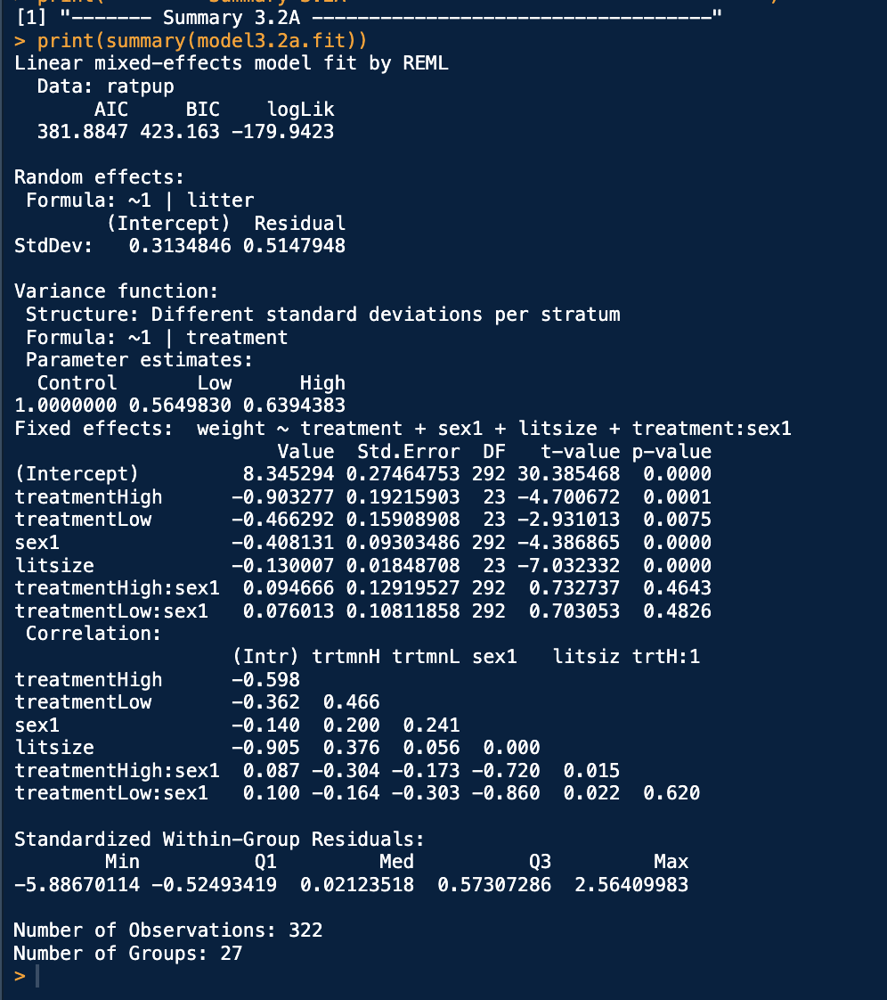 [1] "------- Summary 3.2A -----------------------------------"
> print(summary(model3.2a.fit))
Linear mixed-effects model fit by REML
  Data: ratpup
       AIC     BIC    logLik
  381.8847 423.163 -179.9423

Random effects:
 Formula: ~1 | litter
        (Intercept)  Residual
StdDev:   0.3134846 0.5147948

Variance function:
 Structure: Different standard deviations per stratum
 Formula: ~1 | treatment
 Parameter estimates:
  Control       Low      High
1.0000000 0.5649830 0.6394383
Fixed effects:  weight ~ treatment + sex1 + litsize + treatment:sex1
                       Value  Std.Error  DF   t-value p-value
(Intercept)         8.345294 0.27464753 292 30.385468  0.0000
treatmentHigh      -0.903277 0.19215903  23 -4.700672  0.0001
treatmentLow       -0.466292 0.15908908  23 -2.931013  0.0075
sex1               -0.408131 0.09303486 292 -4.386865  0.0000
litsize            -0.130007 0.01848708  23 -7.032332  0.0000
treatmentHigh:sex1  0.094666 0.12919527 292  0.732737  0.4643
treatmentLow:sex1   0.076013 0.10811858 292  0.703053  0.4826
 Correlation:
                   (Intr) trtmnH trtmnL sex1   litsiz trtH:1
treatmentHigh      -0.598
treatmentLow       -0.362  0.466
sex1               -0.140  0.200  0.241
litsize            -0.905  0.376  0.056  0.000
treatmentHigh:sex1  0.087 -0.304 -0.173 -0.720  0.015
treatmentLow:sex1   0.100 -0.164 -0.303 -0.860  0.022  0.620

Standardized Within-Group Residuals:
        Min          Q1         Med          Q3         Max
-5.88670114 -0.52493419  0.02123518  0.57307286  2.56409983

Number of Observations: 322
Number of Groups: 27
>